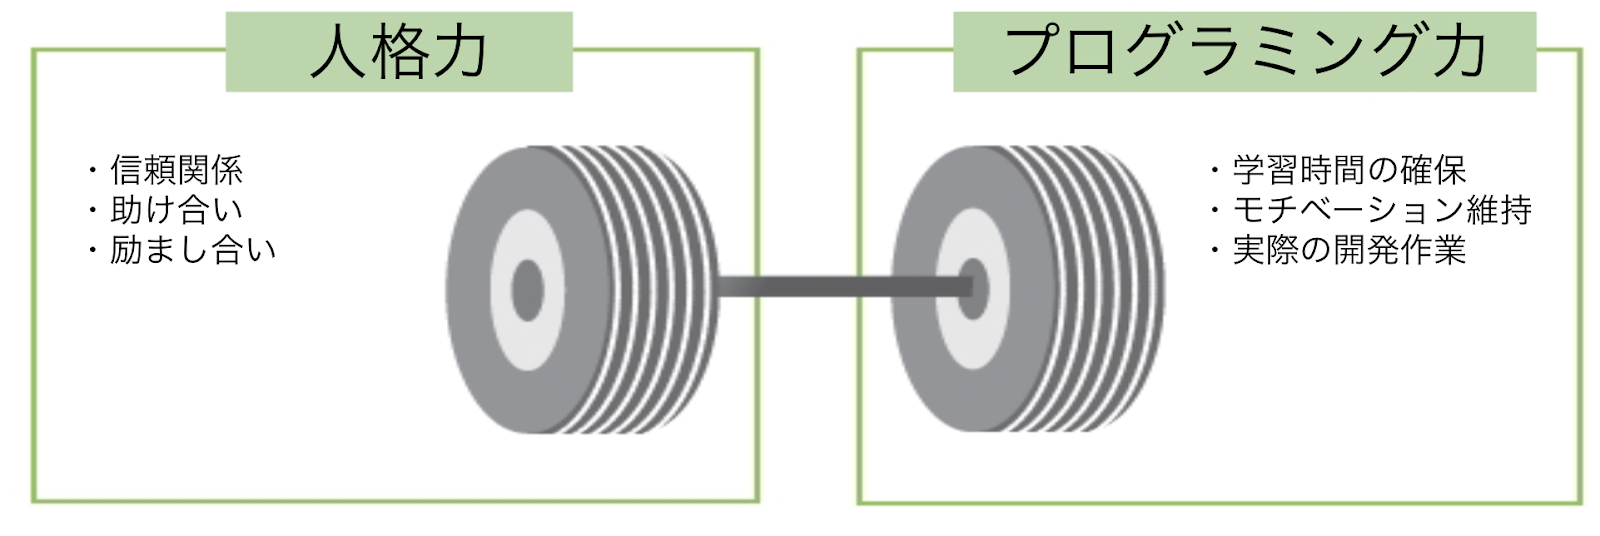 人格力
・信頼関係
・助け合い
・励まし合い
プログラミング力
・学習時間の確保
・モチベーション維持
・実際の開発作業